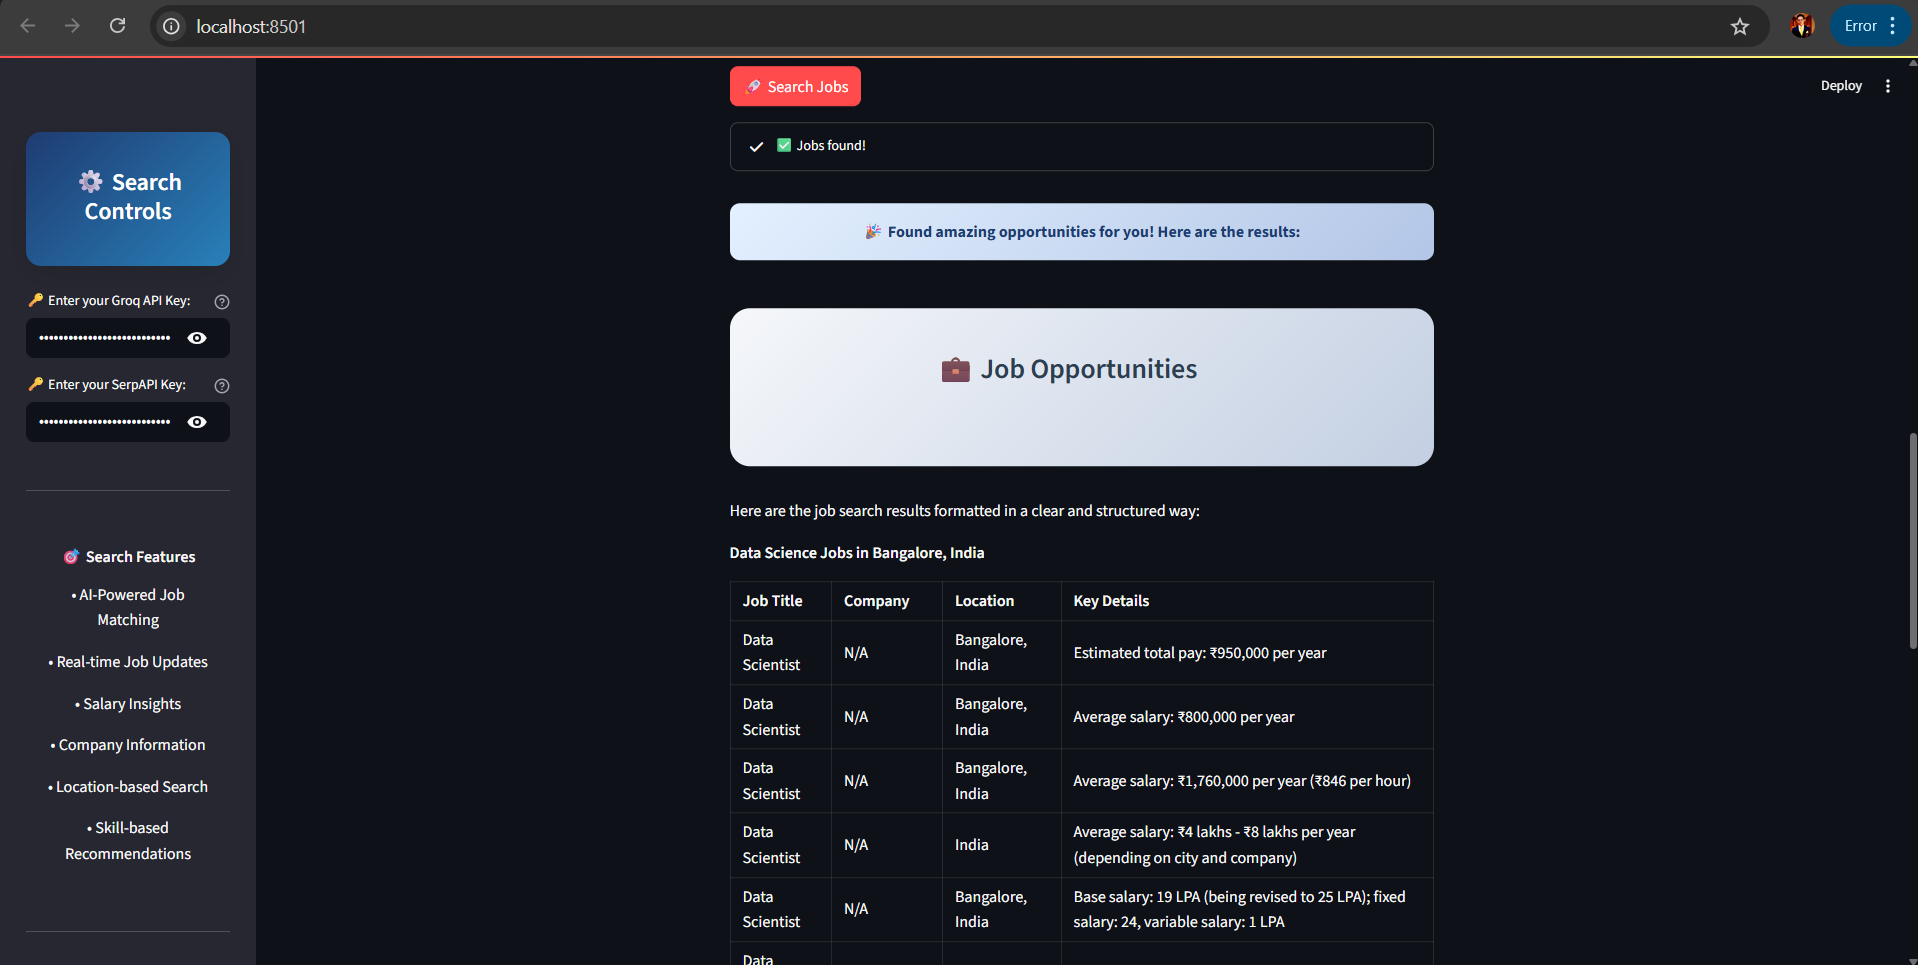 localhost:8501
Error
Search Jobs
Deploy
Jobs found!
Search
Controls
Found amazing opportunities for you! Here are the results:
Enter your Groq API Key:
••••••••••••••••••••••••••••
Enter your SerpAPI Key:
••••••••••••••••••••••••••••
Job Opportunities
Search Features
• AI-Powered Job
Matching
• Real-time Job Updates
• Salary Insights
• Company Information
• Location-based Search
• Skill-based
Recommendations
Here are the job search results formatted in a clear and structured way:
Data Science Jobs in Bangalore, India
Job Title Company Location Key Details
Data Scientist N/A Bangalore, India Estimated total pay: ₹950,000 per year
Data Scientist N/A Bangalore, India Average salary: ₹800,000 per year
Data Scientist N/A Bangalore, India Average salary: ₹1,760,000 per year (₹846 per hour)
Data Scientist N/A India Average salary: ₹4 lakhs - ₹8 lakhs per year (depending on city and company)
Data Scientist N/A Bangalore, India Base salary: 19 LPA (being revised to 25 LPA); fixed salary: 24, variable salary: 1 LPA
Data